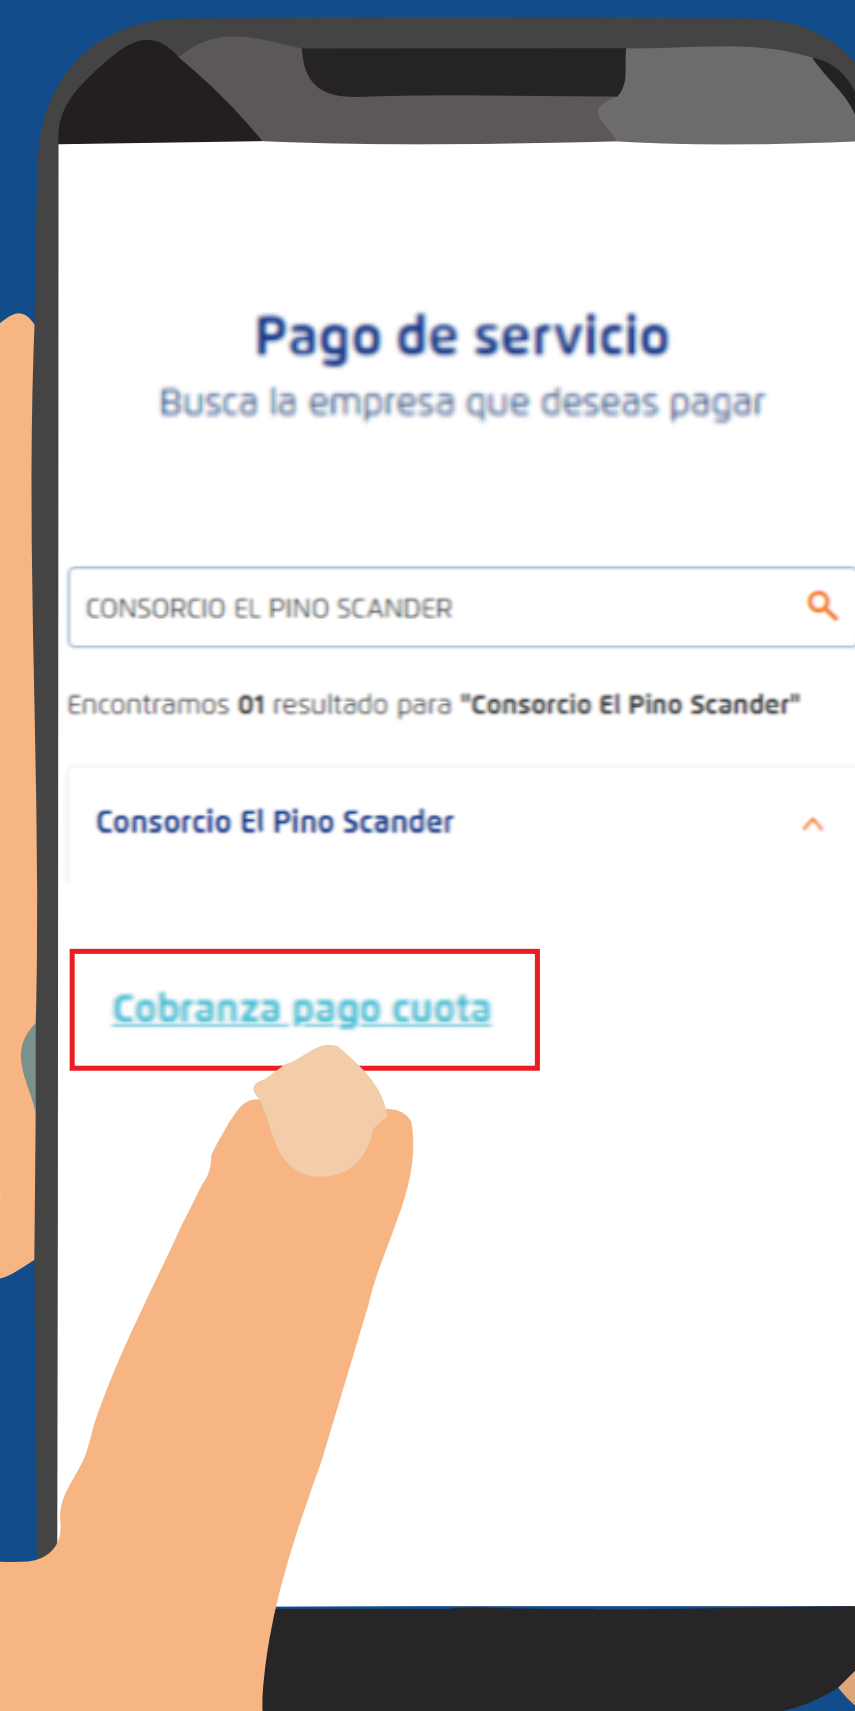 Pago de servicio
Busca la empresa que deseas pagar
CONSORCIO EL PINO SCANDER
Encontramos 01 resultado para "Consorcio El Pino Scander"
Consorcio El Pino Scander
Cobranza pago cuota